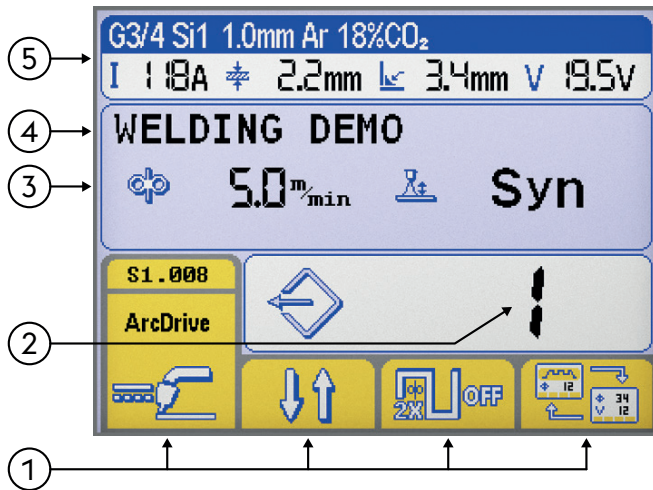 G3/4 Si1 1.0mm Ar 18%CO₂
I 118A 2.2mm 3.4mm V 19.5V
WELDING DEMO
5.0 m/min Syn
S1.008
ArcDrive
1
2X OFF
12
34
V 12
5
4
3
2
1